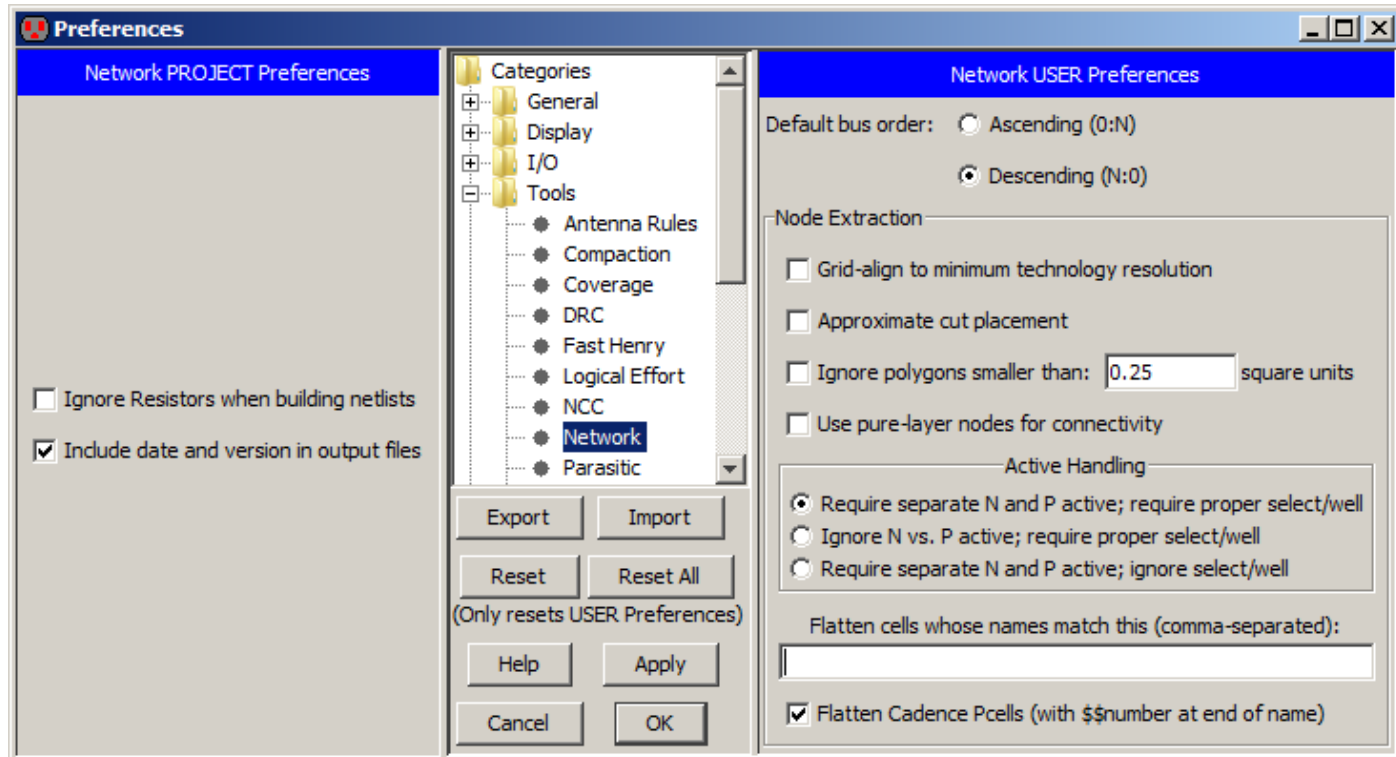 Preferences
Network PROJECT Preferences
Ignore Resistors when building netlists
Include date and version in output files
Categories
General
Display
I/O
Tools
Antenna Rules
Compaction
Coverage
DRC
Fast Henry
Logical Effort
NCC
Network
Parasitic
Export Import
Reset Reset All
(Only resets USER Preferences)
Help Apply
Cancel OK
Network USER Preferences
Default bus order: Ascending (0:N)
Descending (N:0)
Node Extraction
Grid-align to minimum technology resolution
Approximate cut placement
Ignore polygons smaller than: 0.25 square units
Use pure-layer nodes for connectivity
Active Handling
Require separate N and P active; require proper select/well
Ignore N vs. P active; require proper select/well
Require separate N and P active; ignore select/well
Flatten cells whose names match this (comma-separated):
Flatten Cadence Pcells (with $$number at end of name)